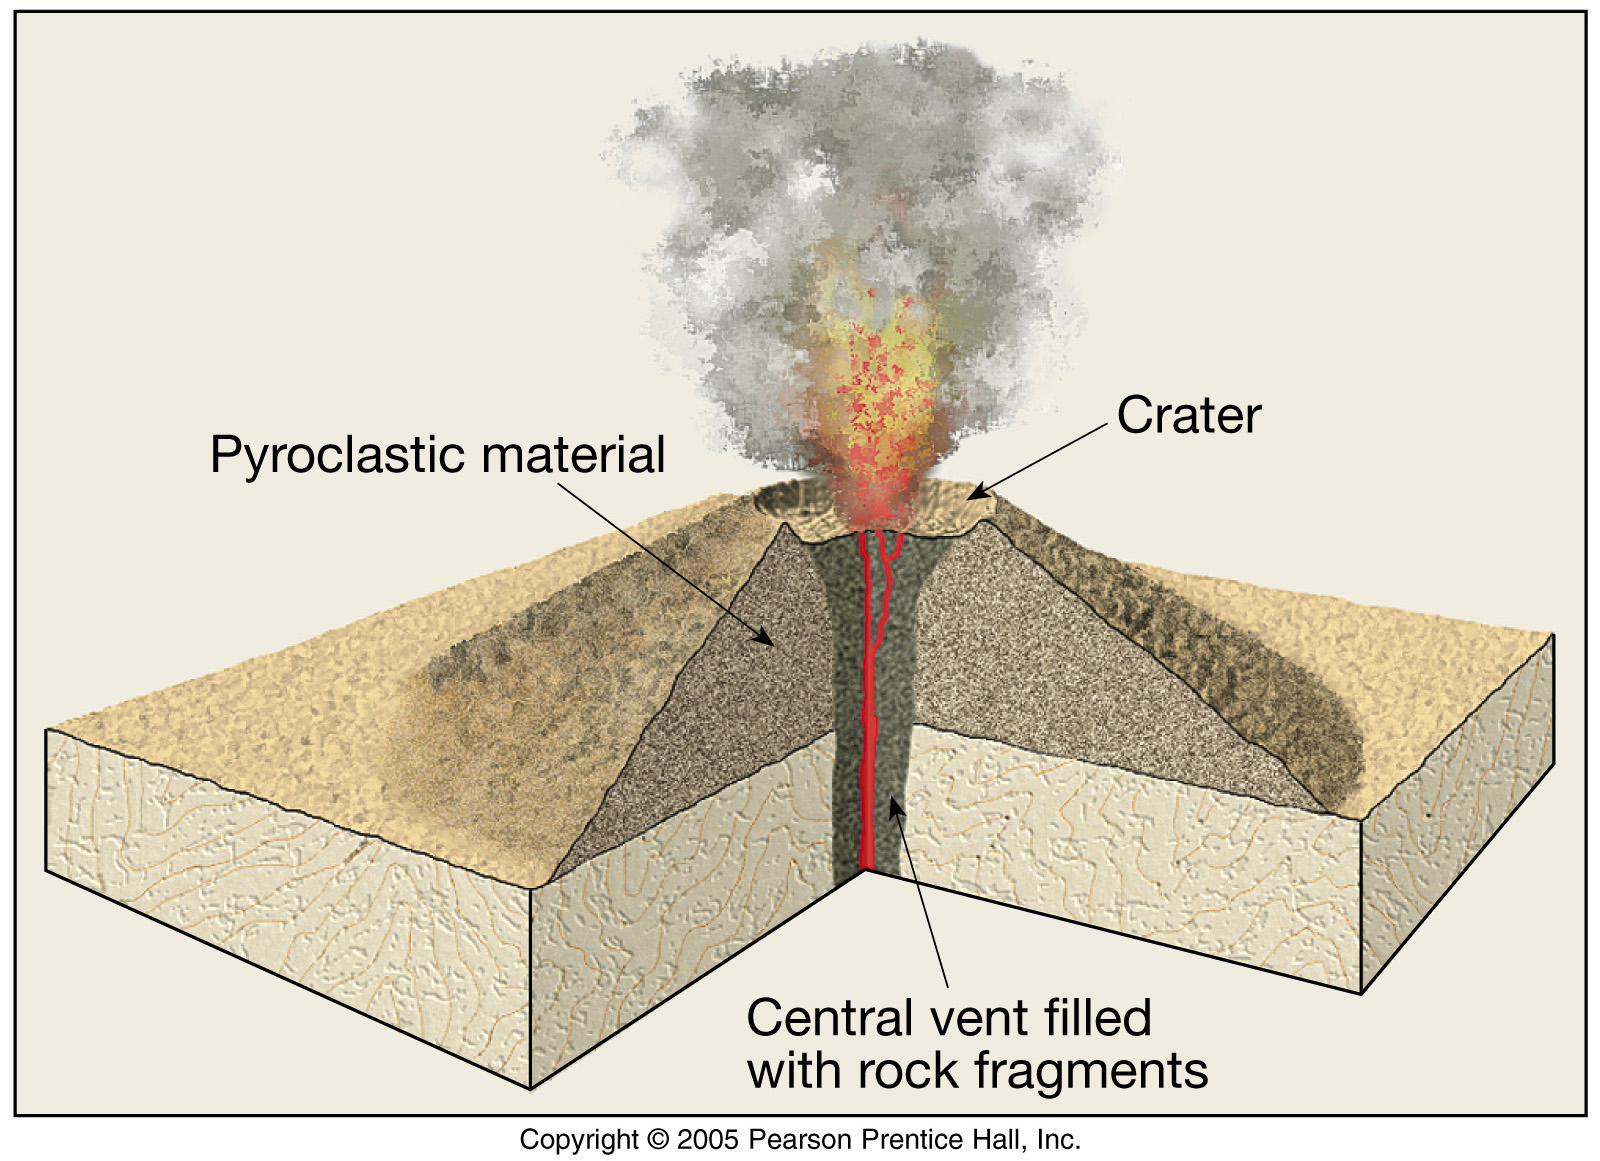 Crater
Pyroclastic material
Central vent filled
with rock fragments
Copyright © 2005 Pearson Prentice Hall, Inc.